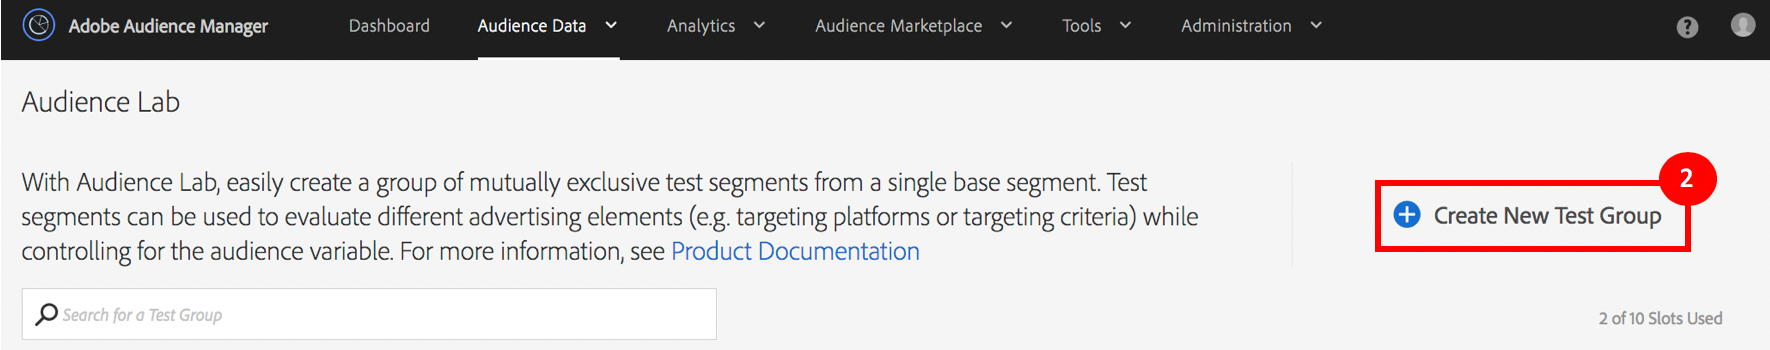 Adobe Audience Manager Dashboard Audience Data Analytics Audience Marketplace Tools Administration ?
Audience Lab
With Audience Lab, easily create a group of mutually exclusive test segments from a single base segment. Test
segments can be used to evaluate different advertising elements (e.g. targeting platforms or targeting criteria) while
controlling for the audience variable. For more information, see Product Documentation
2
Create New Test Group
Search for a Test Group
2 of 10 Slots Used